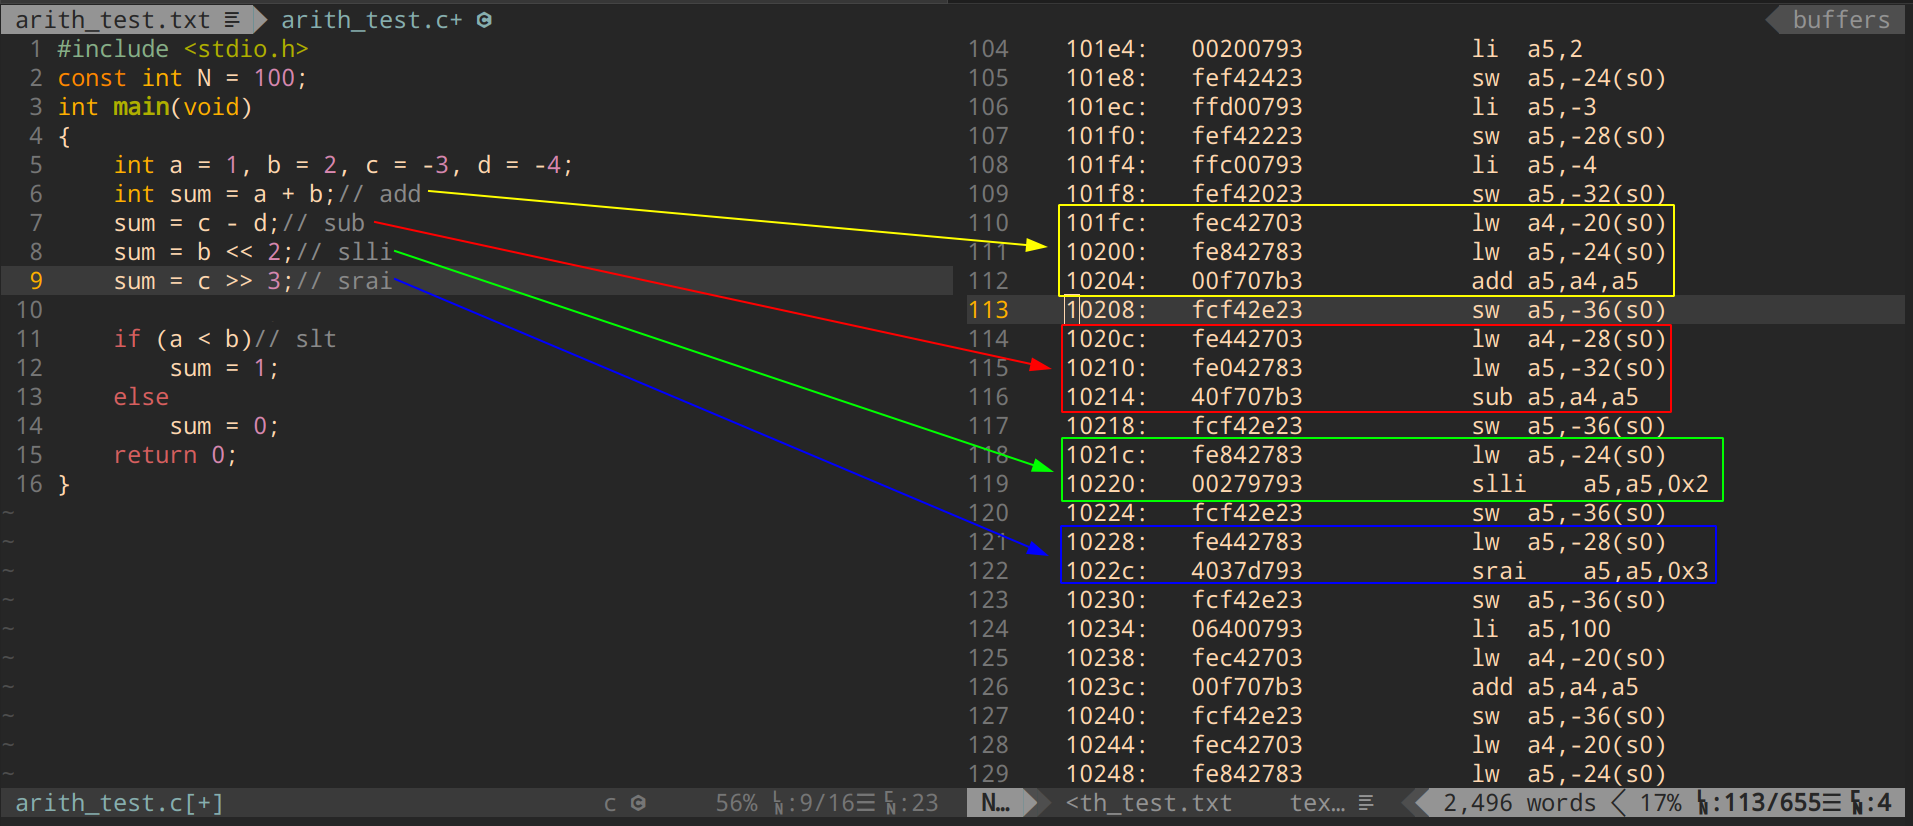 arith_test.txt arith_test.c+
1 #include <stdio.h>
2 const int N = 100;
3 int main(void)
4 {
5     int a = 1, b = 2, c = -3, d = -4;
6     int sum = a + b;// add
7     sum = c - d;// sub
8     sum = b << 2;// slli
9     sum = c >> 3;// srai
10
11     if (a < b)// slt
12         sum = 1;
13     else
14         sum = 0;
15     return 0;
16 }
~
~
~
~
~
~
~
~
~
~
arith_test.c[+] c 56% LN:9/16☰ EN:23
buffers
104 101e4: 00200793 li a5,2
105 101e8: fef42423 sw a5,-24(s0)
106 101ec: ffd00793 li a5,-3
107 101f0: fef42223 sw a5,-28(s0)
108 101f4: ffc00793 li a5,-4
109 101f8: fef42023 sw a5,-32(s0)
110 101fc: fec42703 lw a4,-20(s0)
111 10200: fe842783 lw a5,-24(s0)
112 10204: 00f707b3 add a5,a4,a5
113 10208: fcf42e23 sw a5,-36(s0)
114 1020c: fe442703 lw a4,-28(s0)
115 10210: fe042783 lw a5,-32(s0)
116 10214: 40f707b3 sub a5,a4,a5
117 10218: fcf42e23 sw a5,-36(s0)
118 1021c: fe842783 lw a5,-24(s0)
119 10220: 00279793 slli a5,a5,0x2
120 10224: fcf42e23 sw a5,-36(s0)
121 10228: fe442783 lw a5,-28(s0)
122 1022c: 4037d793 srai a5,a5,0x3
123 10230: fcf42e23 sw a5,-36(s0)
124 10234: 06400793 li a5,100
125 10238: fec42703 lw a4,-20(s0)
126 1023c: 00f707b3 add a5,a4,a5
127 10240: fcf42e23 sw a5,-36(s0)
128 10244: fec42703 lw a4,-20(s0)
129 10248: fe842783 lw a5,-24(s0)
N… <th_test.txt tex… 2,496 words 17% LN:113/655☰ EN:4